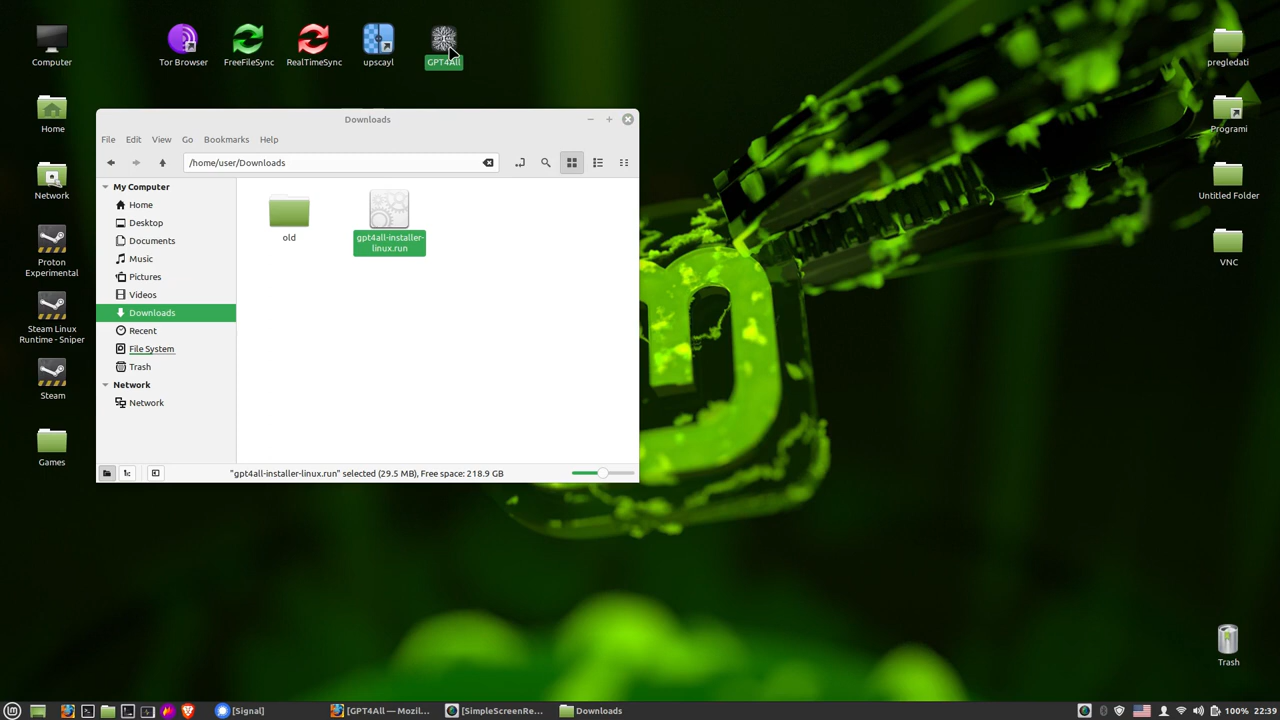 Computer
Tor Browser
FreeFileSync
RealTimeSync
upscayl
GPT4All
pregledati
Home
Programi
Network
Untitled Folder
Proton
Experimental
VNC
Steam Linux
Runtime - Sniper
Steam
Games
Downloads
File Edit View Go Bookmarks Help
/home/user/Downloads
My Computer
Home
Desktop
Documents
Music
Pictures
Videos
Downloads
Recent
File System
Trash
Network
Network
old
gpt4all-installer-
linux.run
"gpt4all-installer-linux.run" selected (29.5 MB), Free space: 218.9 GB
Trash
[Signal]
[GPT4All — Mozil...
[SimpleScreenRe...
Downloads
100% 22:39